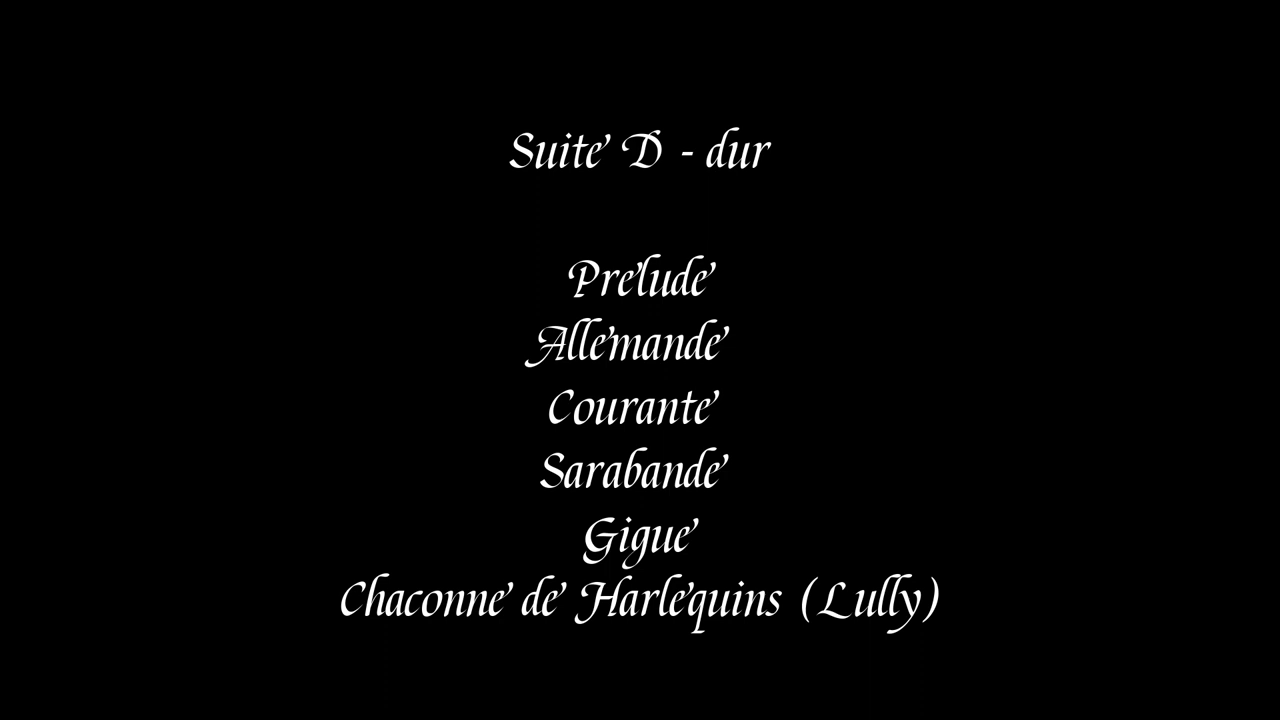 Suite D - dur
Prelude
Allemande
Courante
Sarabande
Gigue
Chaconne de Harlequins (Lully)